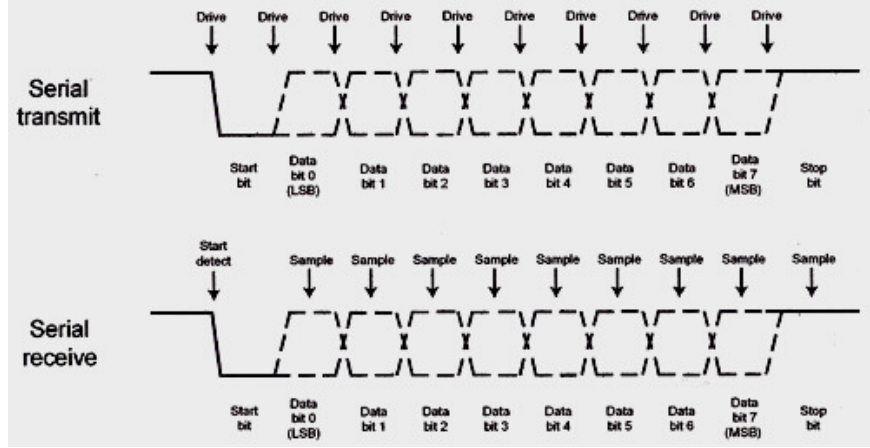 Drive Drive Drive Drive Drive Drive Drive Drive Drive Drive
Serial
transmit
Start
bit
Data
bit 0
(LSB)
Data
bit 1
Data
bit 2
Data
bit 3
Data
bit 4
Data
bit 5
Data
bit 6
Data
bit 7
(MSB)
Stop
bit
Start
detect
Sample Sample Sample Sample Sample Sample Sample Sample Sample
Serial
receive
Start
bit
Data
bit 0
(LSB)
Data
bit 1
Data
bit 2
Data
bit 3
Data
bit 4
Data
bit 5
Data
bit 6
Data
bit 7
(MSB)
Stop
bit